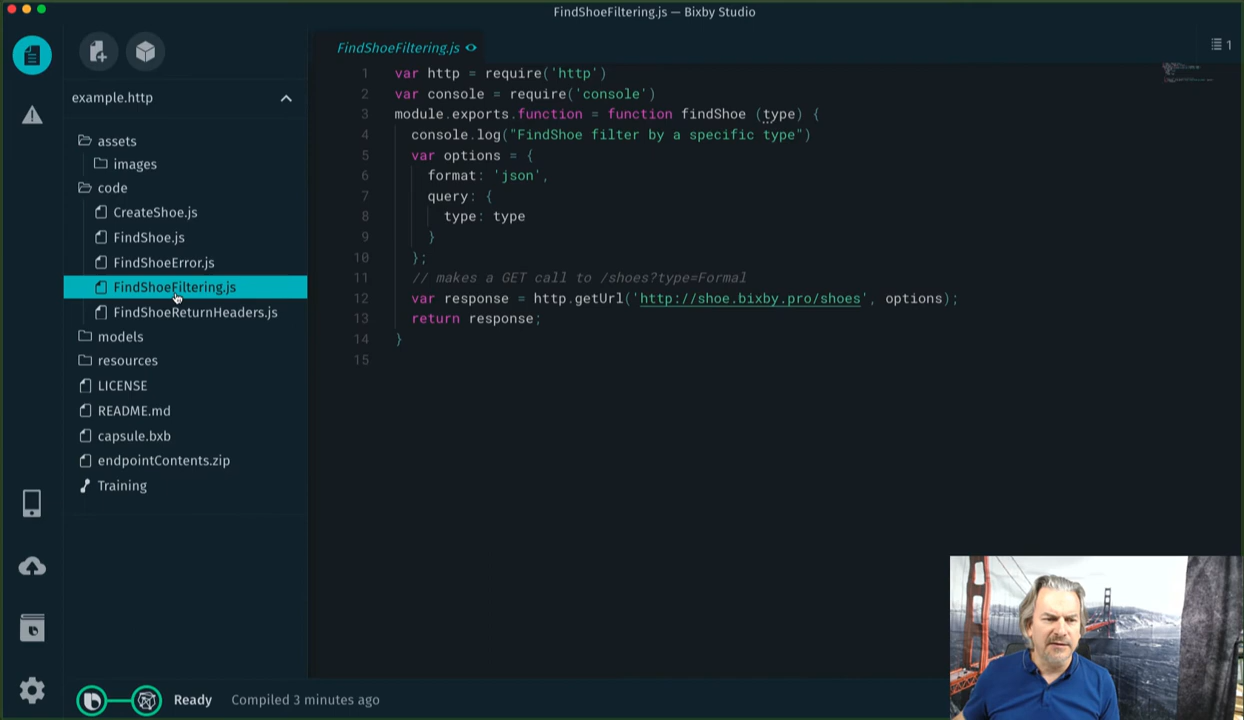 FindShoeFiltering.js — Bixby Studio
FindShoeFiltering.js
1
example.http
assets
images
code
CreateShoe.js
FindShoe.js
FindShoeError.js
FindShoeFiltering.js
FindShoeReturnHeaders.js
models
resources
LICENSE
README.md
capsule.bxb
endpointContents.zip
Training
1 var http = require('http')
2 var console = require('console')
3 module.exports.function = function findShoe (type) {
4 console.log("FindShoe filter by a specific type")
5 var options = {
6 format: 'json',
7 query: {
8 type: type
9 }
10 };
11 // makes a GET call to /shoes?type=Formal
12 var response = http.getUrl('http://shoe.bixby.pro/shoes', options);
13 return response;
14 }
15
Ready Compiled 3 minutes ago